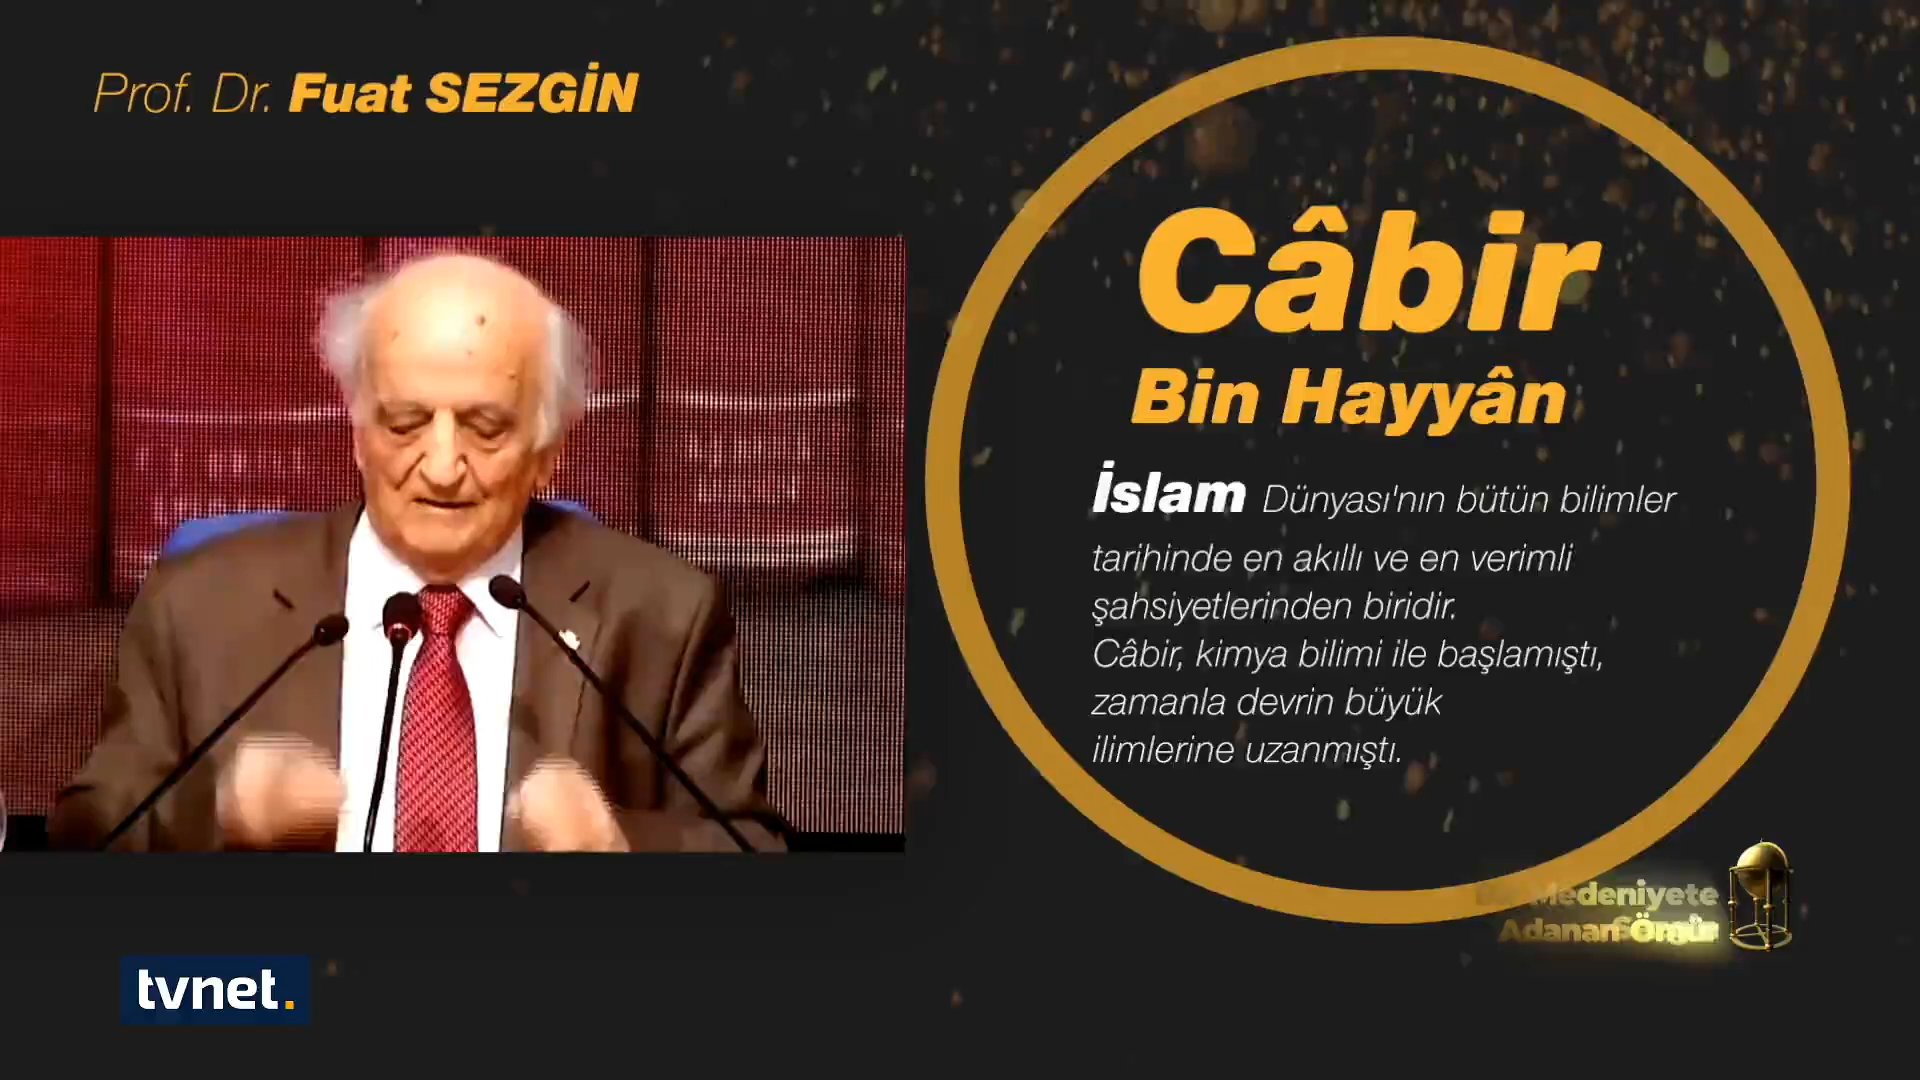 Prof. Dr. Fuat SEZGİN
Câbir
Bin Hayyân
İslam Dünyası'nın bütün bilimler
tarihinde en akıllı ve en verimli
şahsiyetlerinden biridir.
Câbir, kimya bilimi ile başlamıştı,
zamanla devrin büyük
ilimlerine uzanmıştı.
Medeniyete
Adanan
tvnet.